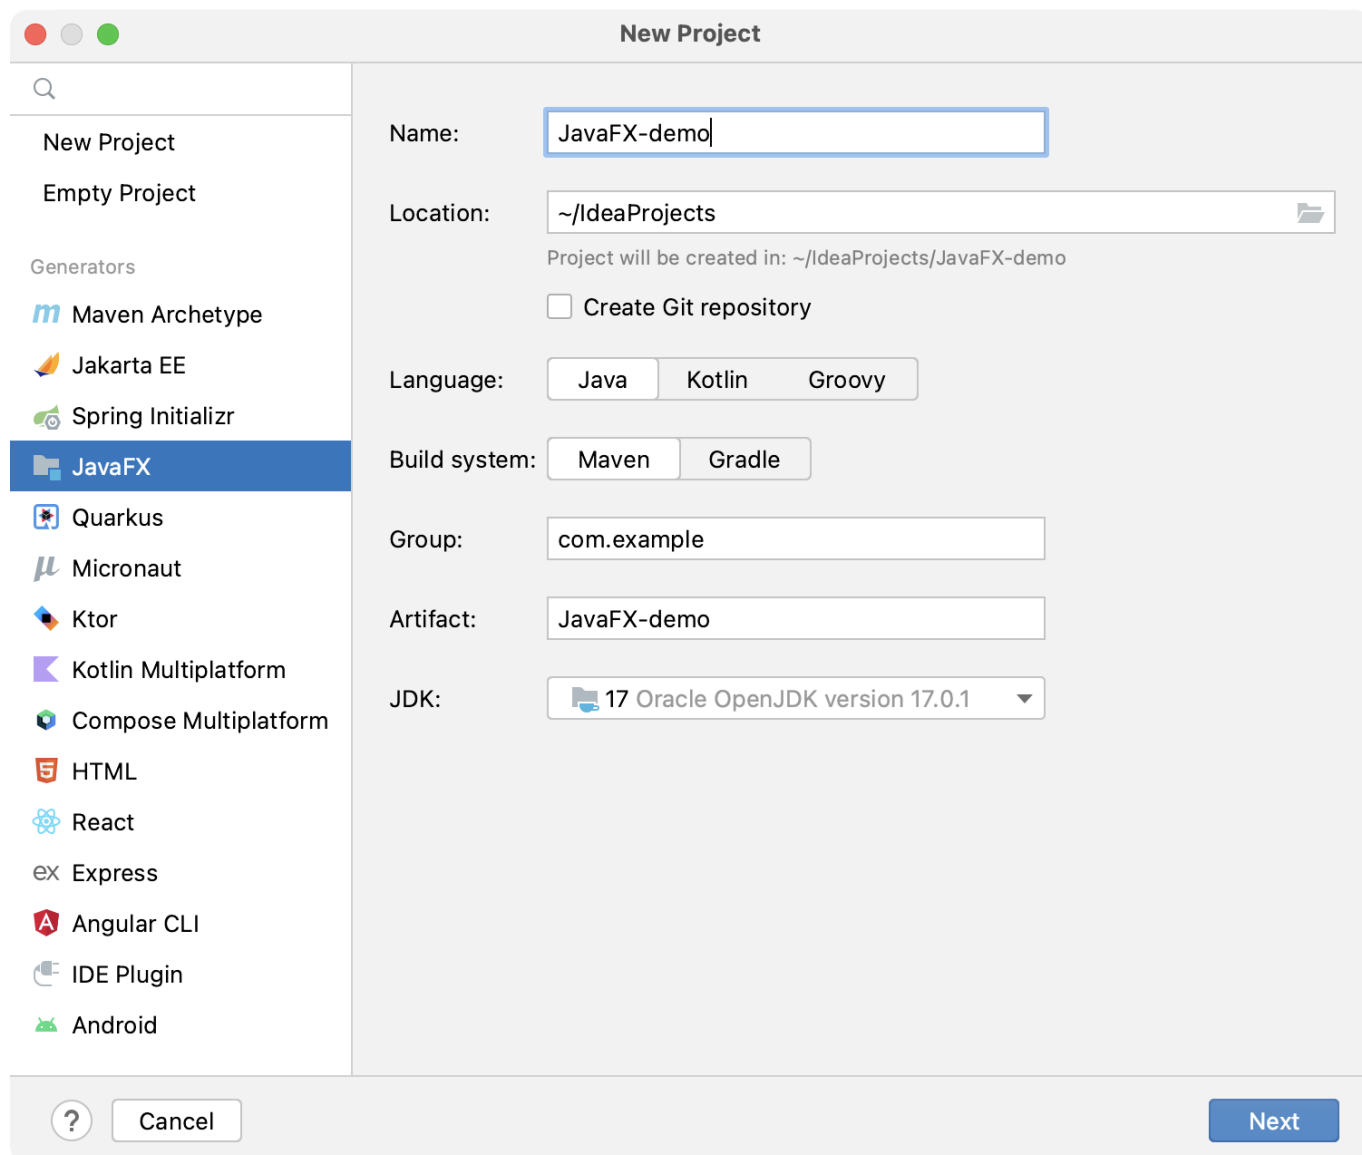 New Project
New Project
Empty Project
Generators
m Maven Archetype
Jakarta EE
Spring Initializr
JavaFX
Quarkus
μ Micronaut
Ktor
Kotlin Multiplatform
Compose Multiplatform
5 HTML
React
ex Express
A Angular CLI
IDE Plugin
Android
Name: JavaFX-demo
Location: ~/IdeaProjects
Project will be created in: ~/IdeaProjects/JavaFX-demo
Create Git repository
Language: Java Kotlin Groovy
Build system: Maven Gradle
Group: com.example
Artifact: JavaFX-demo
JDK: 17 Oracle OpenJDK version 17.0.1
? Cancel Next